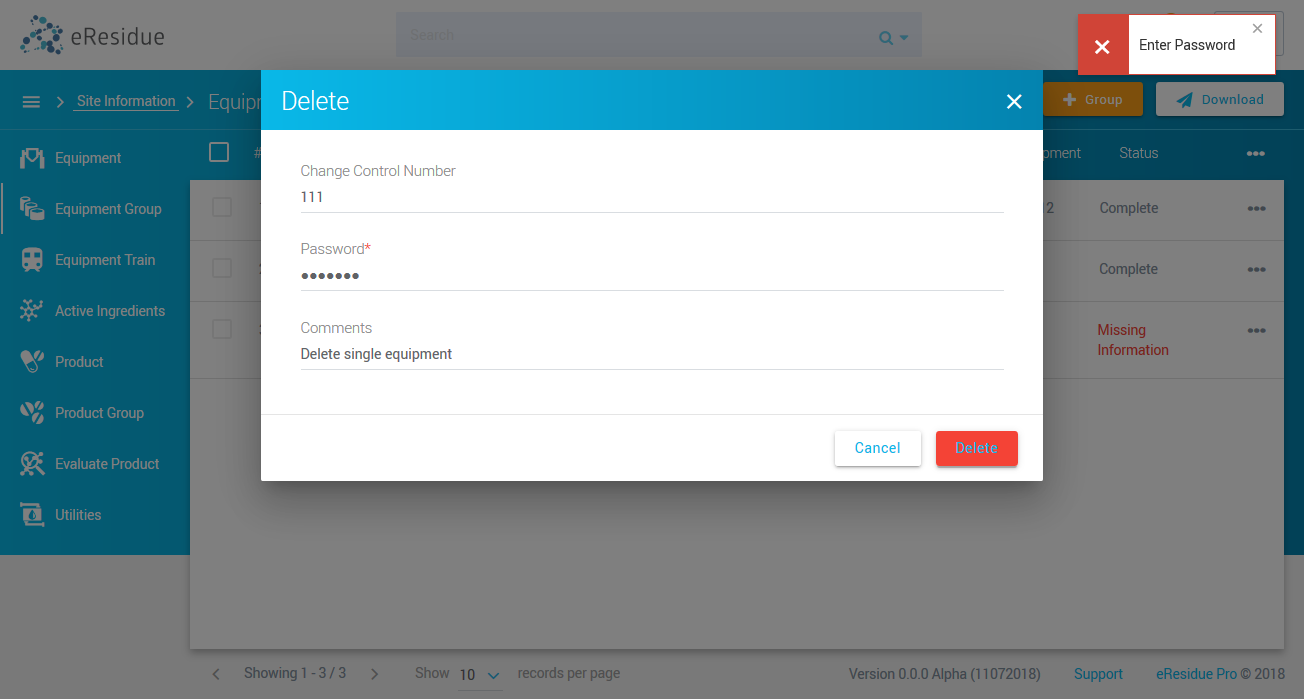 eResidue
Search
Enter Password
Site Information
Equip
Group
Download
Delete
Equipment
Equipment Group
Equipment Train
Active Ingredients
Product
Product Group
Evaluate Product
Utilities
#
pment
Status
2
Complete
Complete
Missing
Information
Change Control Number
111
Password*
•••••••
Comments
Delete single equipment
Cancel
Delete
Showing 1 - 3 / 3
Show
10
records per page
Version 0.0.0 Alpha (11072018)
Support
eResidue Pro © 2018